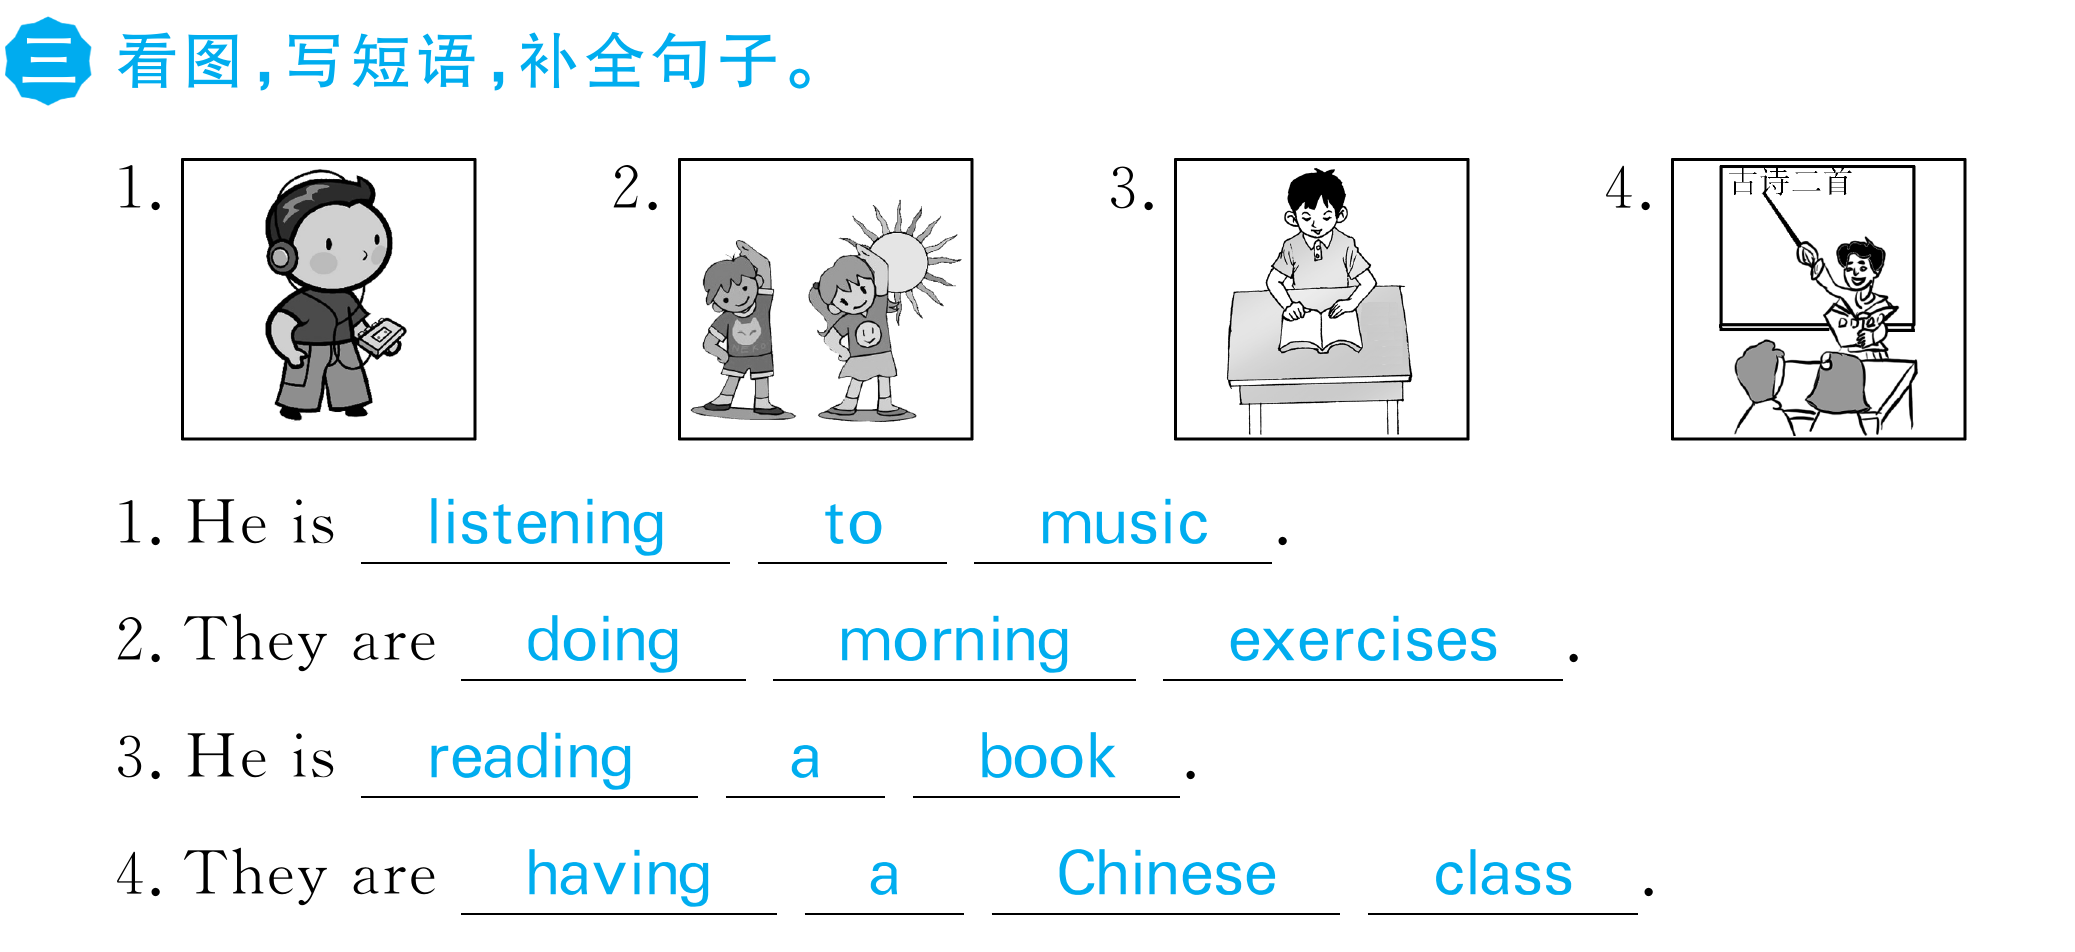 三 看图,写短语,补全句子。
1. 2. 3. 4.
古诗二首
1. He is listening to music.
2. They are doing morning exercises.
3. He is reading a book.
4. They are having a Chinese class.